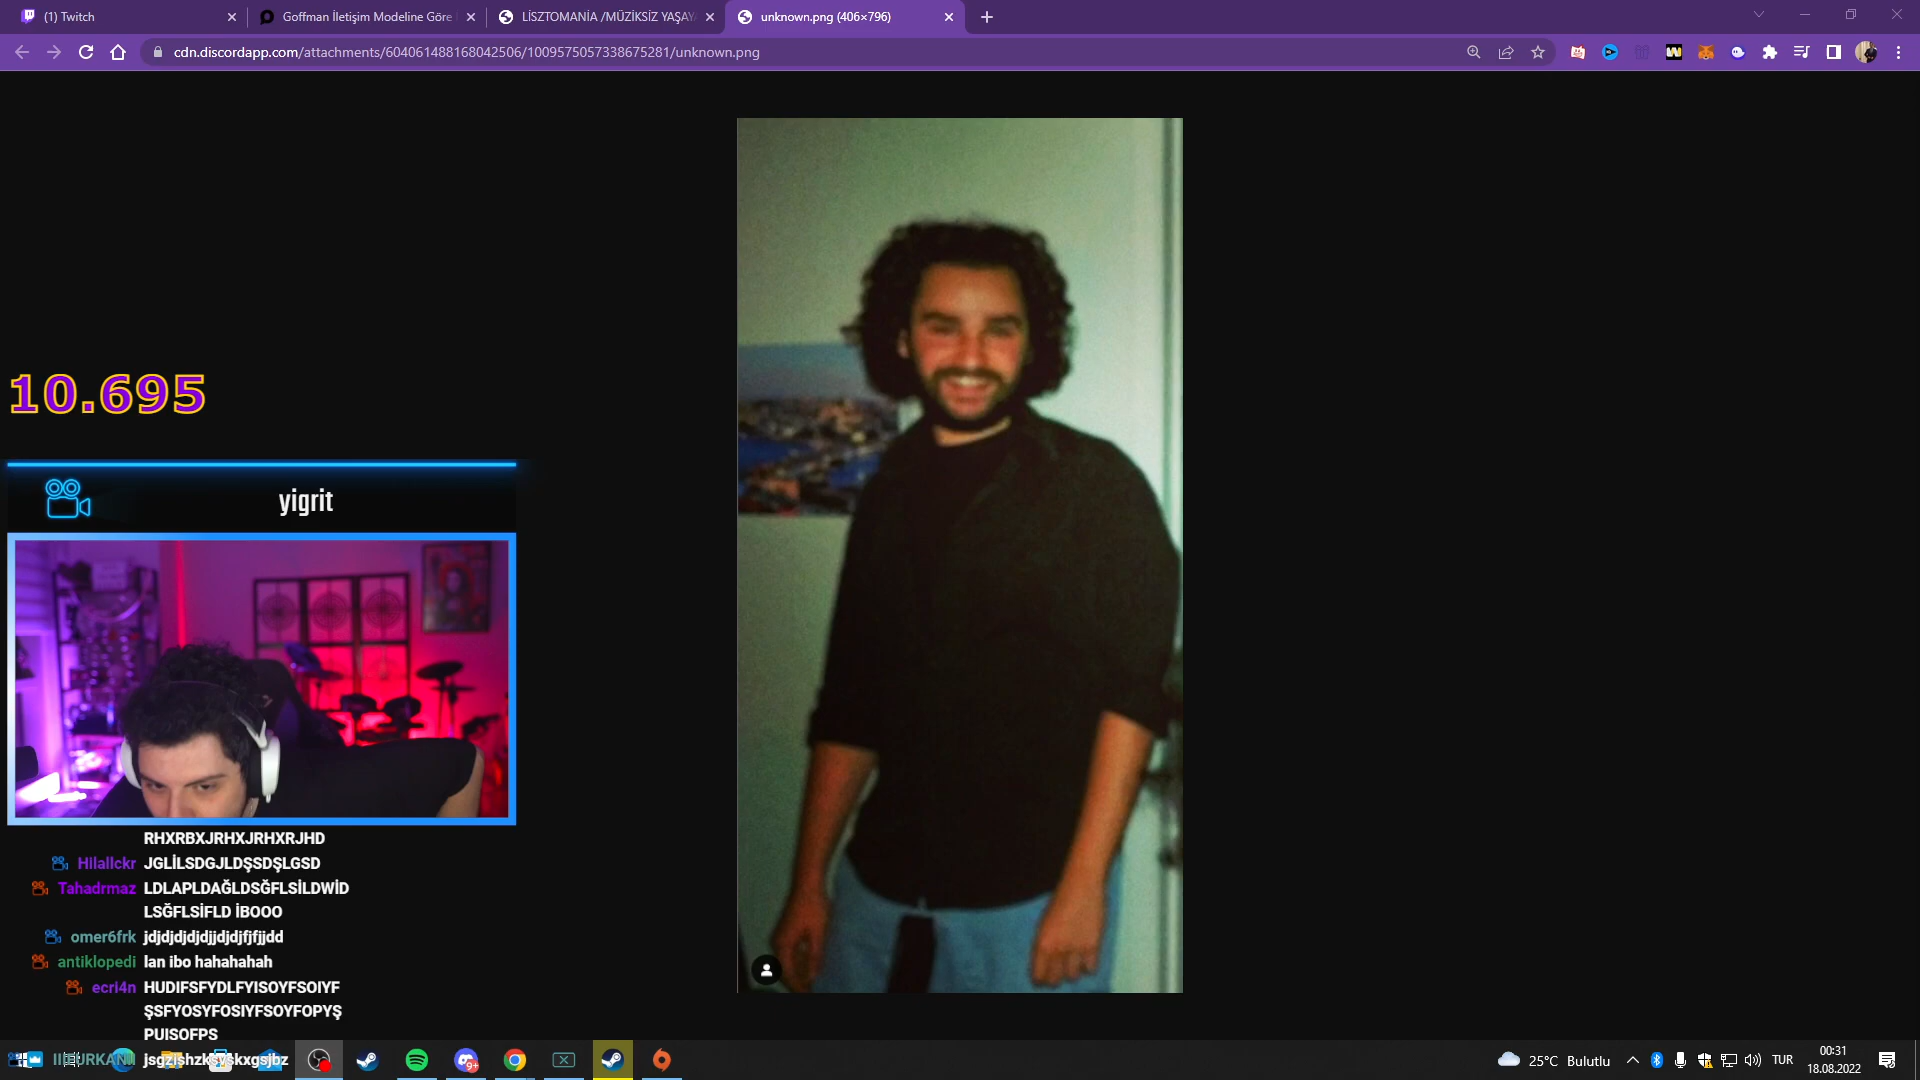 (1) Twitch
Goffman İletişim Modeline Göre
LİSZTOMANİA /MÜZİKSİZ YAŞAY
unknown.png (406×796)
cdn.discordapp.com/attachments/604061488168042506/1009575057338675281/unknown.png
10.695
yigrit
RHXRBXJRHXJRHXRJHD
Hilallckr JGLİLSDGJLDŞSDŞLGSD
Tahadrmaz LDLAPLDAĞLDSĞFLSİLDWİD
LSĞFLSİFLD İBOOO
omer6frk jdjdjdjdjdjjdjdjfjfjjdd
antiklopedi lan ibo hahahahah
ecri4n HUDIFSFYDLFYISOYFSOIYF
ŞSFYOSYFOSIYFSOYFOPYŞ
PUISOFPS
9+
25°C Bulutlu
TUR
00:31
18.08.2022